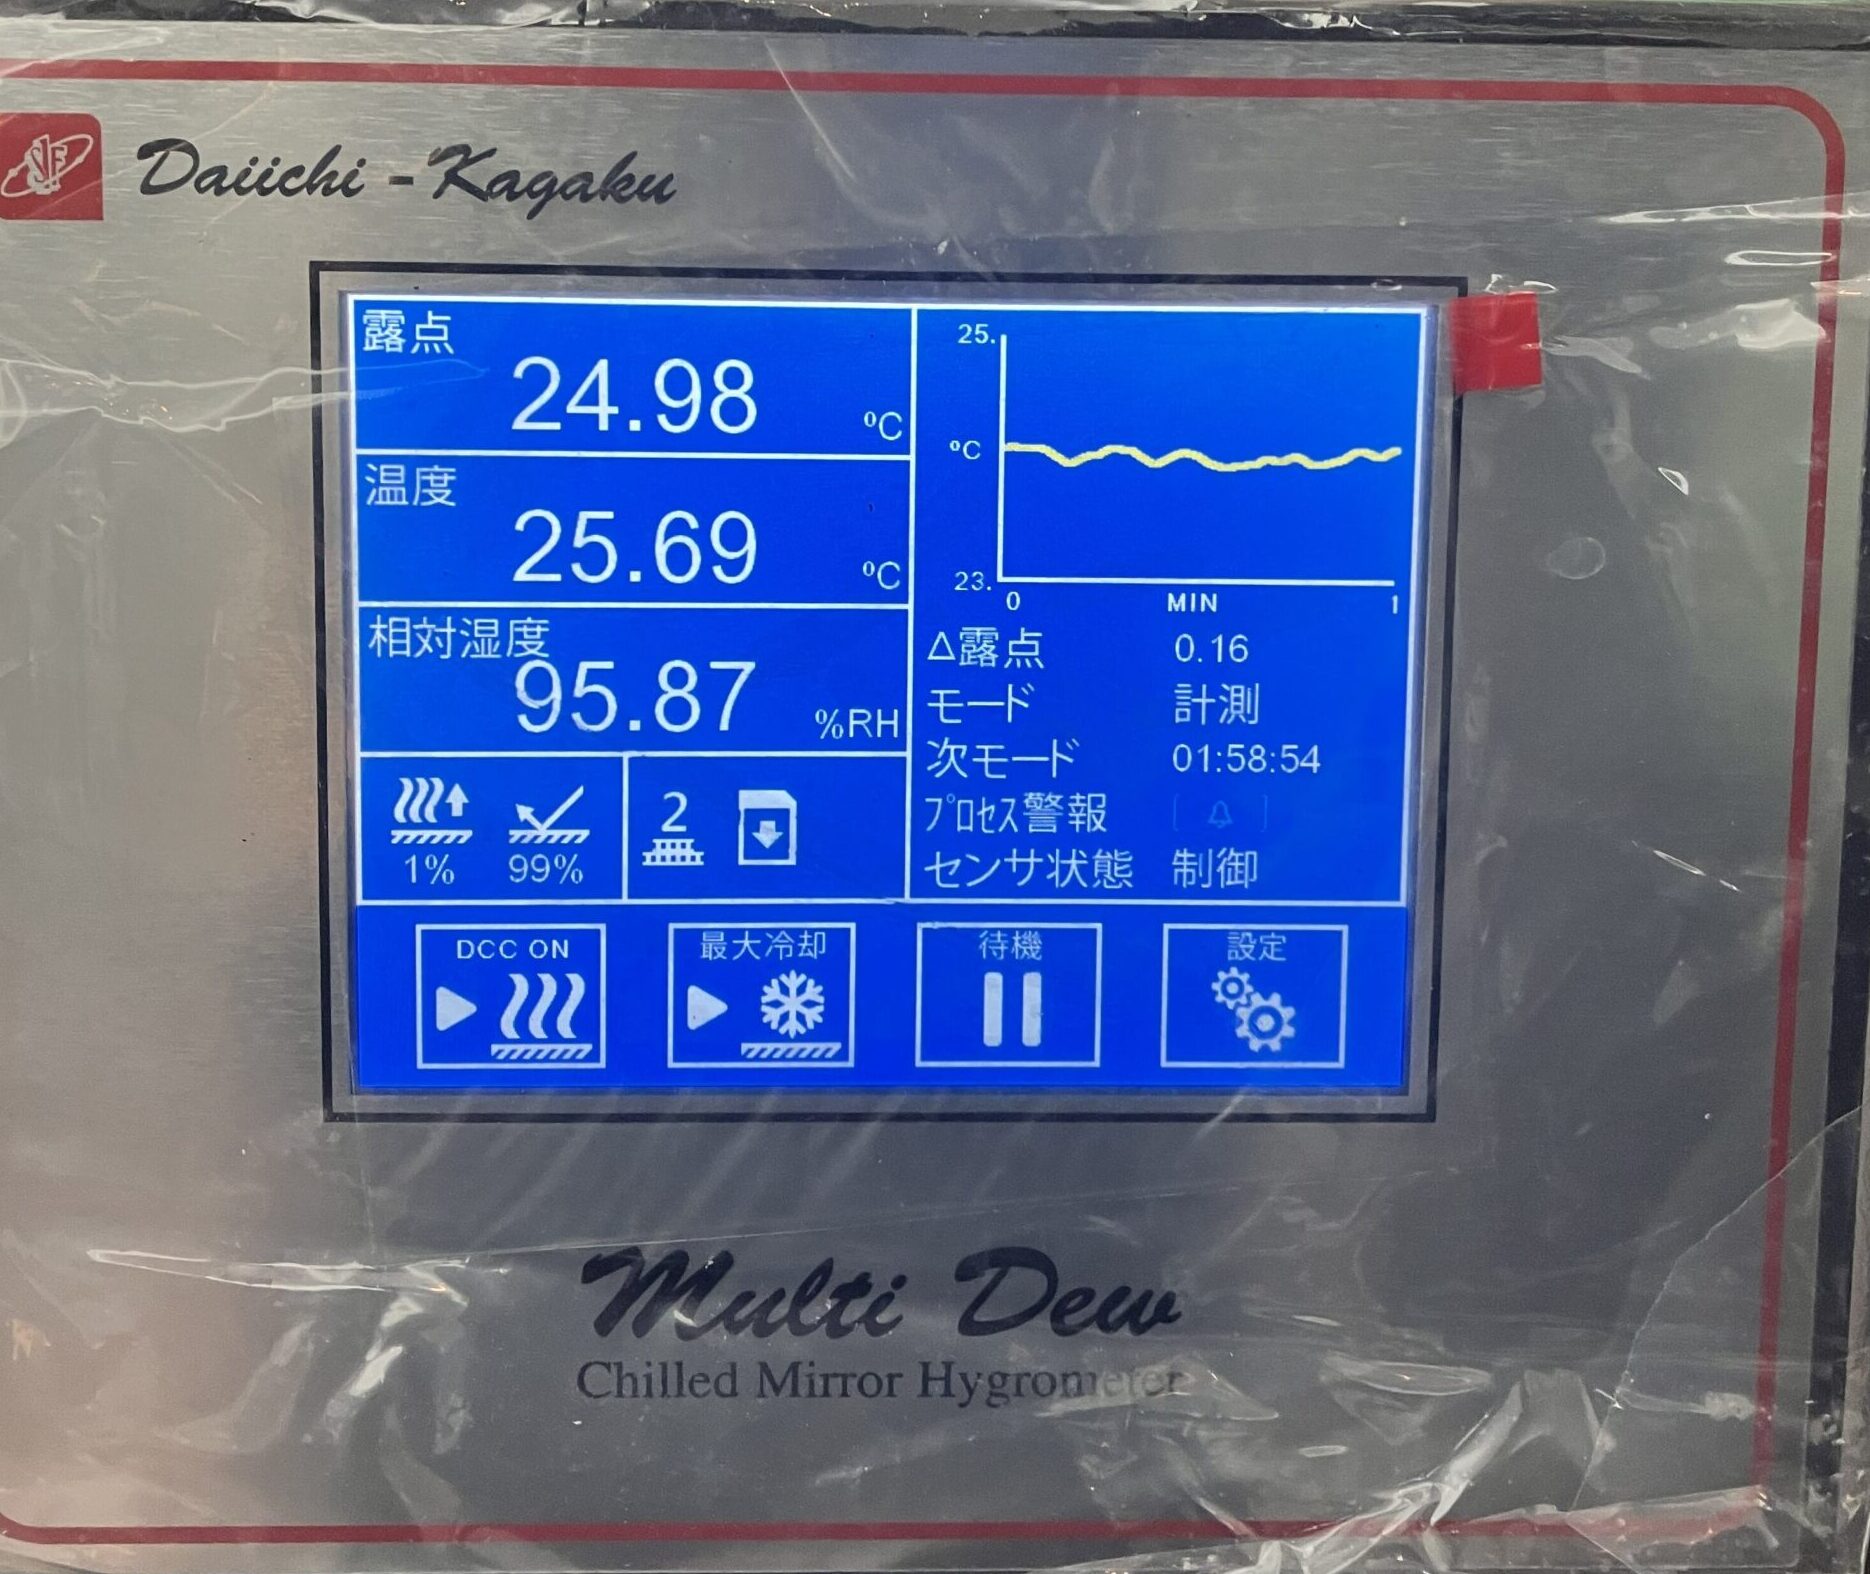 Daiichi-Kagaku
露点
24.98 ºC
温度
25.69 ºC
相対湿度
95.87 %RH
1% 99%
2
25.
ºC
23.
0 MIN 1
Δ露点 0.16
モード 計測
次モード 01:58:54
ﾌﾟﾛｾｽ警報
センサ状態 制御
DCC ON
最大冷却
待機
設定
Multi Dew
Chilled Mirror Hygrometer